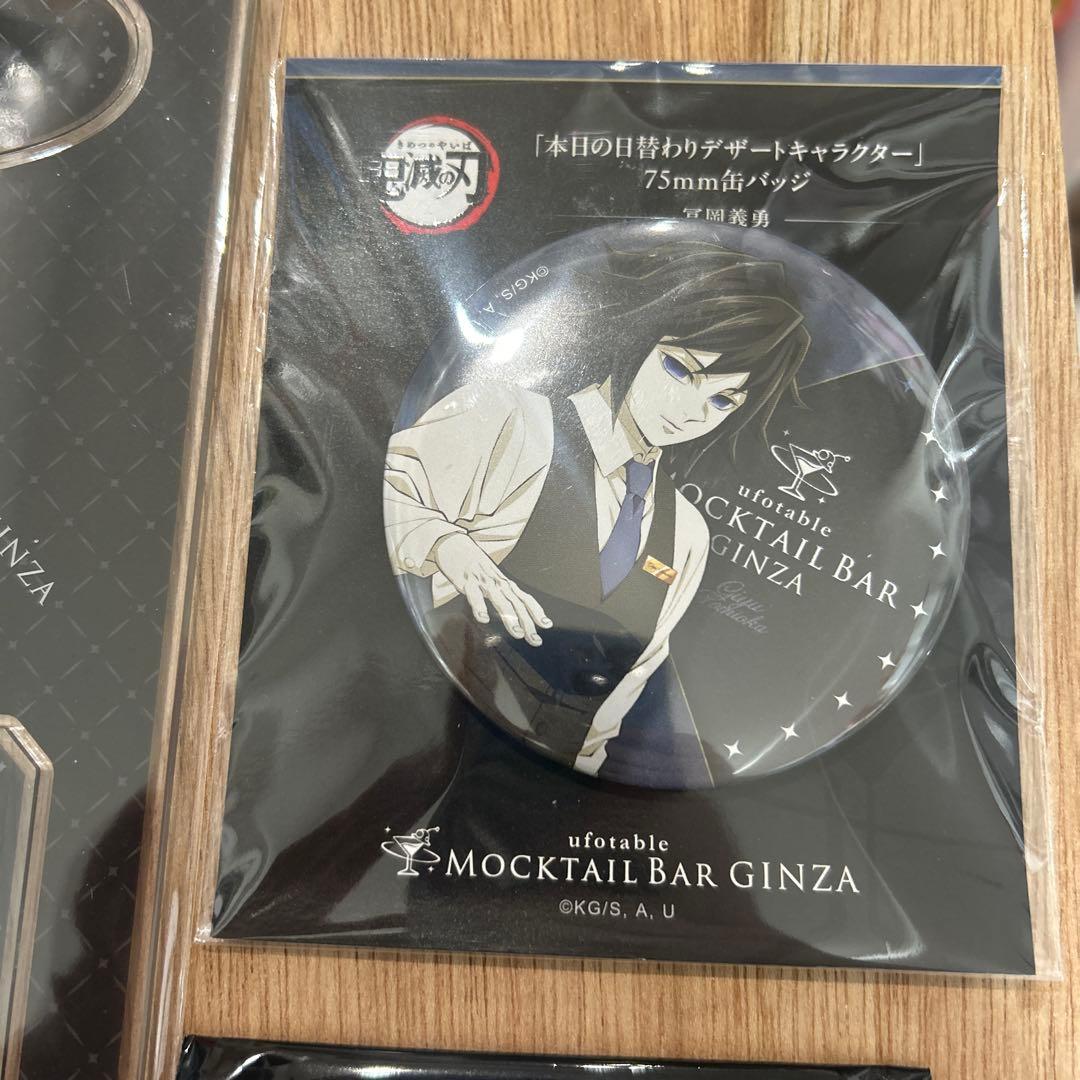 きめつのやいば
鬼滅の刃
「本日の日替わりデザートキャラクター」
75mm缶バッジ
冨岡義勇
©KG/S, A,
ufotable
MOCKTAIL BAR
GINZA
Giyu
Tomioka
ufotable
MOCKTAIL BAR GINZA
©KG/S, A, U
GINZA